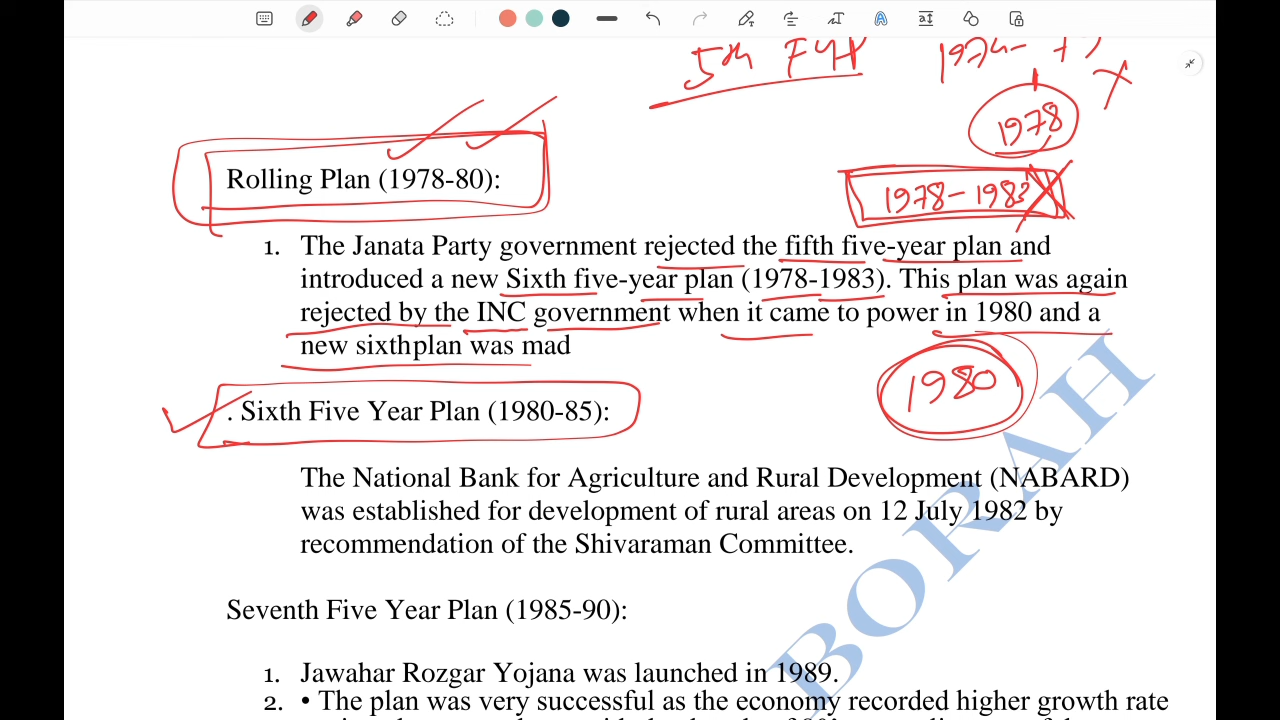 5th FYP
1978
Rolling Plan (1978-80):
1978-1983
1. The Janata Party government rejected the fifth five-year plan and
introduced a new Sixth five-year plan (1978-1983). This plan was again
rejected by the INC government when it came to power in 1980 and a
new sixthplan was mad
1980
. Sixth Five Year Plan (1980-85):
The National Bank for Agriculture and Rural Development (NABARD)
was established for development of rural areas on 12 July 1982 by
recommendation of the Shivaraman Committee.
Seventh Five Year Plan (1985-90):
1. Jawahar Rozgar Yojana was launched in 1989.
2. • The plan was very successful as the economy recorded higher growth rate
BORAH